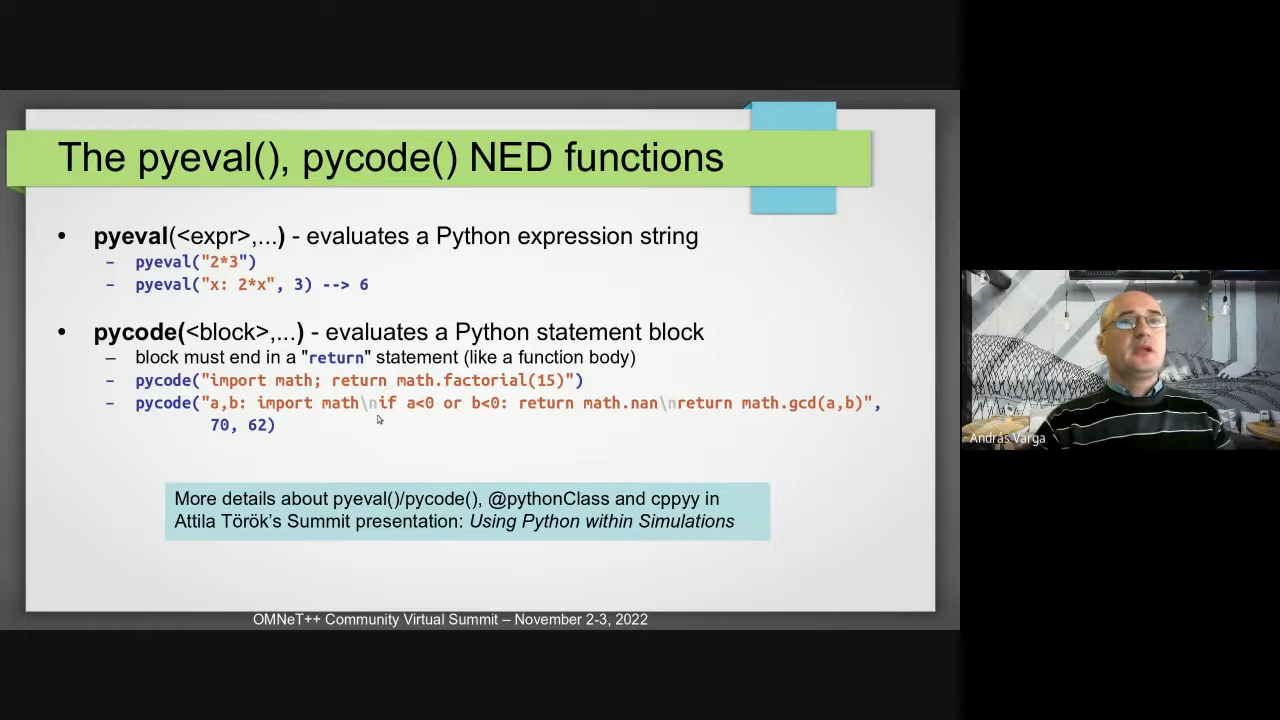 The pyeval(), pycode() NED functions
• pyeval(<expr>,...) - evaluates a Python expression string
– pyeval("2*3")
– pyeval("x: 2*x", 3) --> 6
• pycode(<block>,...) - evaluates a Python statement block
– block must end in a "return" statement (like a function body)
– pycode("import math; return math.factorial(15)")
– pycode("a,b: import math\nif a<0 or b<0: return math.nan\nreturn math.gcd(a,b)",
70, 62)
More details about pyeval()/pycode(), @pythonClass and cppyy in
Attila Török's Summit presentation: Using Python within Simulations
OMNeT++ Community Virtual Summit – November 2-3, 2022
András Varga